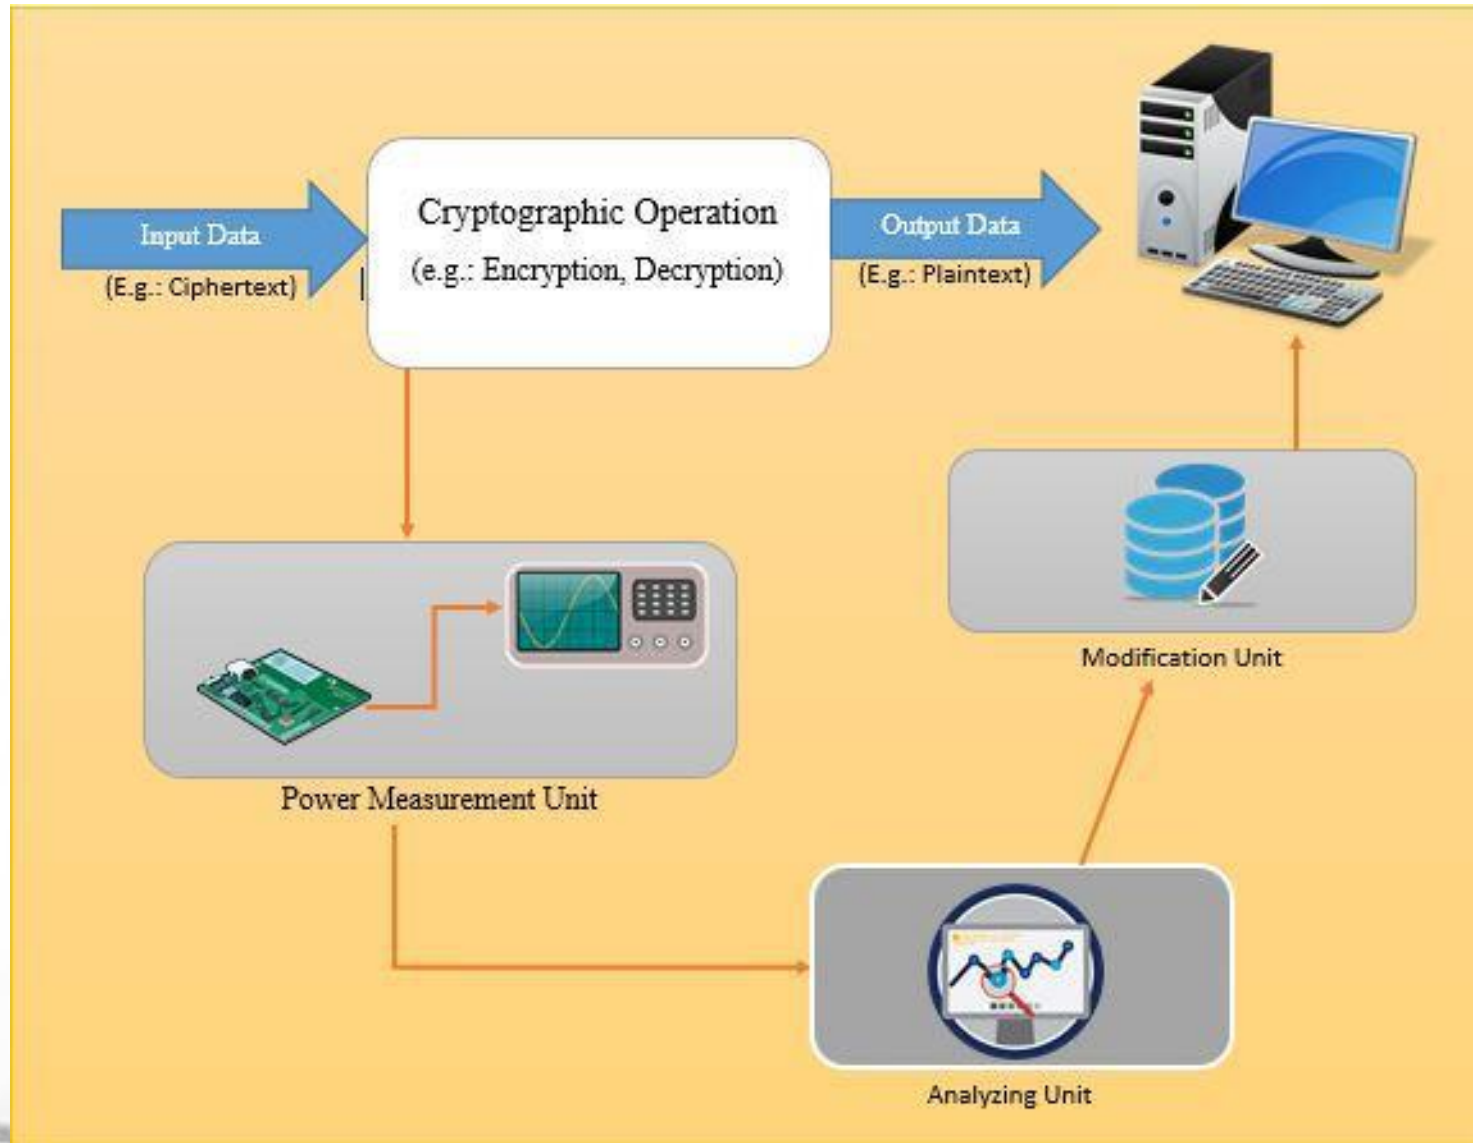 Input Data
(E.g.: Ciphertext)
Cryptographic Operation
(e.g.: Encryption, Decryption)
Output Data
(E.g.: Plaintext)
Modification Unit
Power Measurement Unit
Analyzing Unit